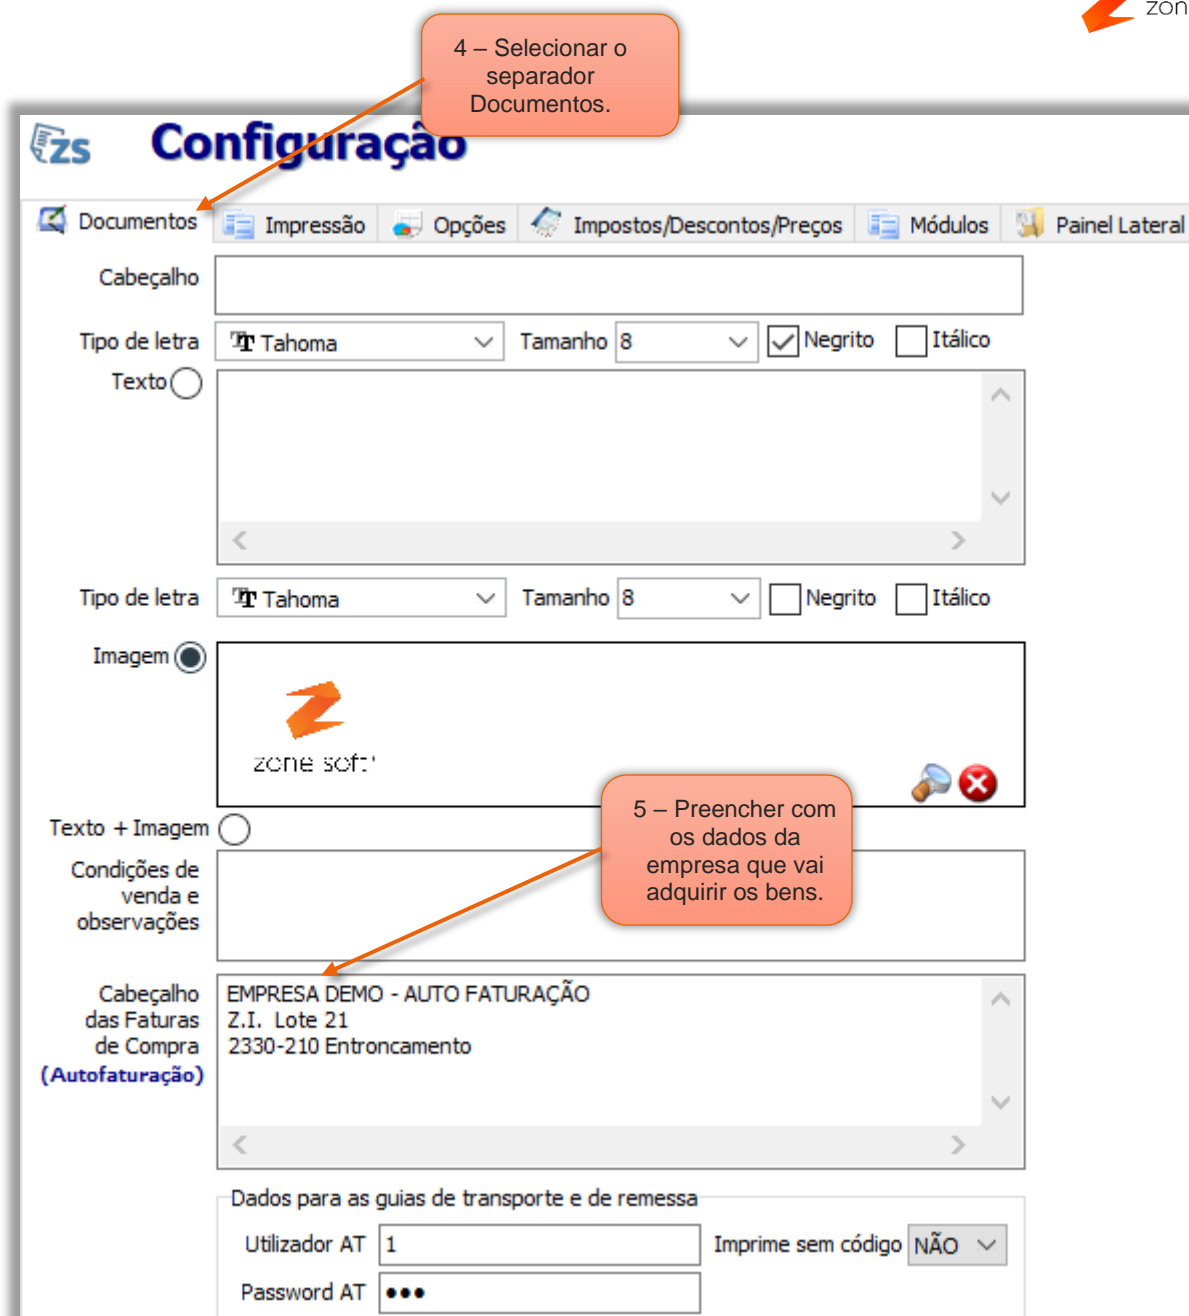 zon
4 – Selecionar o
separador
Documentos.
zs Configuração
Documentos Impressão Opções Impostos/Descontos/Preços Módulos Painel Lateral
Cabeçalho
Tipo de letra Tahoma Tamanho 8 Negrito Itálico
Texto
Tipo de letra Tahoma Tamanho 8 Negrito Itálico
Imagem
zone soft
5 – Preencher com
os dados da
empresa que vai
adquirir os bens.
Texto + Imagem
Condições de
venda e
observações
Cabeçalho EMPRESA DEMO - AUTO FATURAÇÃO
das Faturas Z.I. Lote 21
de Compra 2330-210 Entroncamento
(Autofaturação)
Dados para as guias de transporte e de remessa
Utilizador AT 1 Imprime sem código NÃO
Password AT •••